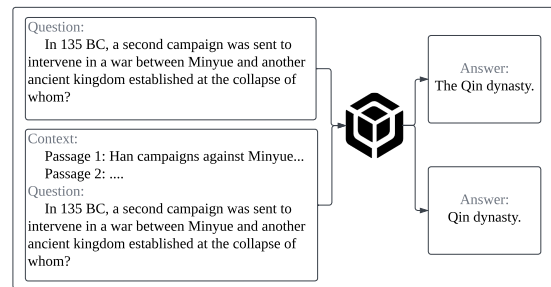 Question:
In 135 BC, a second campaign was sent to
intervene in a war between Minyue and another
ancient kingdom established at the collapse of
whom?
Context:
Passage 1: Han campaigns against Minyue...
Passage 2: ....
Question:
In 135 BC, a second campaign was sent to
intervene in a war between Minyue and another
ancient kingdom established at the collapse of
whom?
Answer:
The Qin dynasty.
Answer:
Qin dynasty.